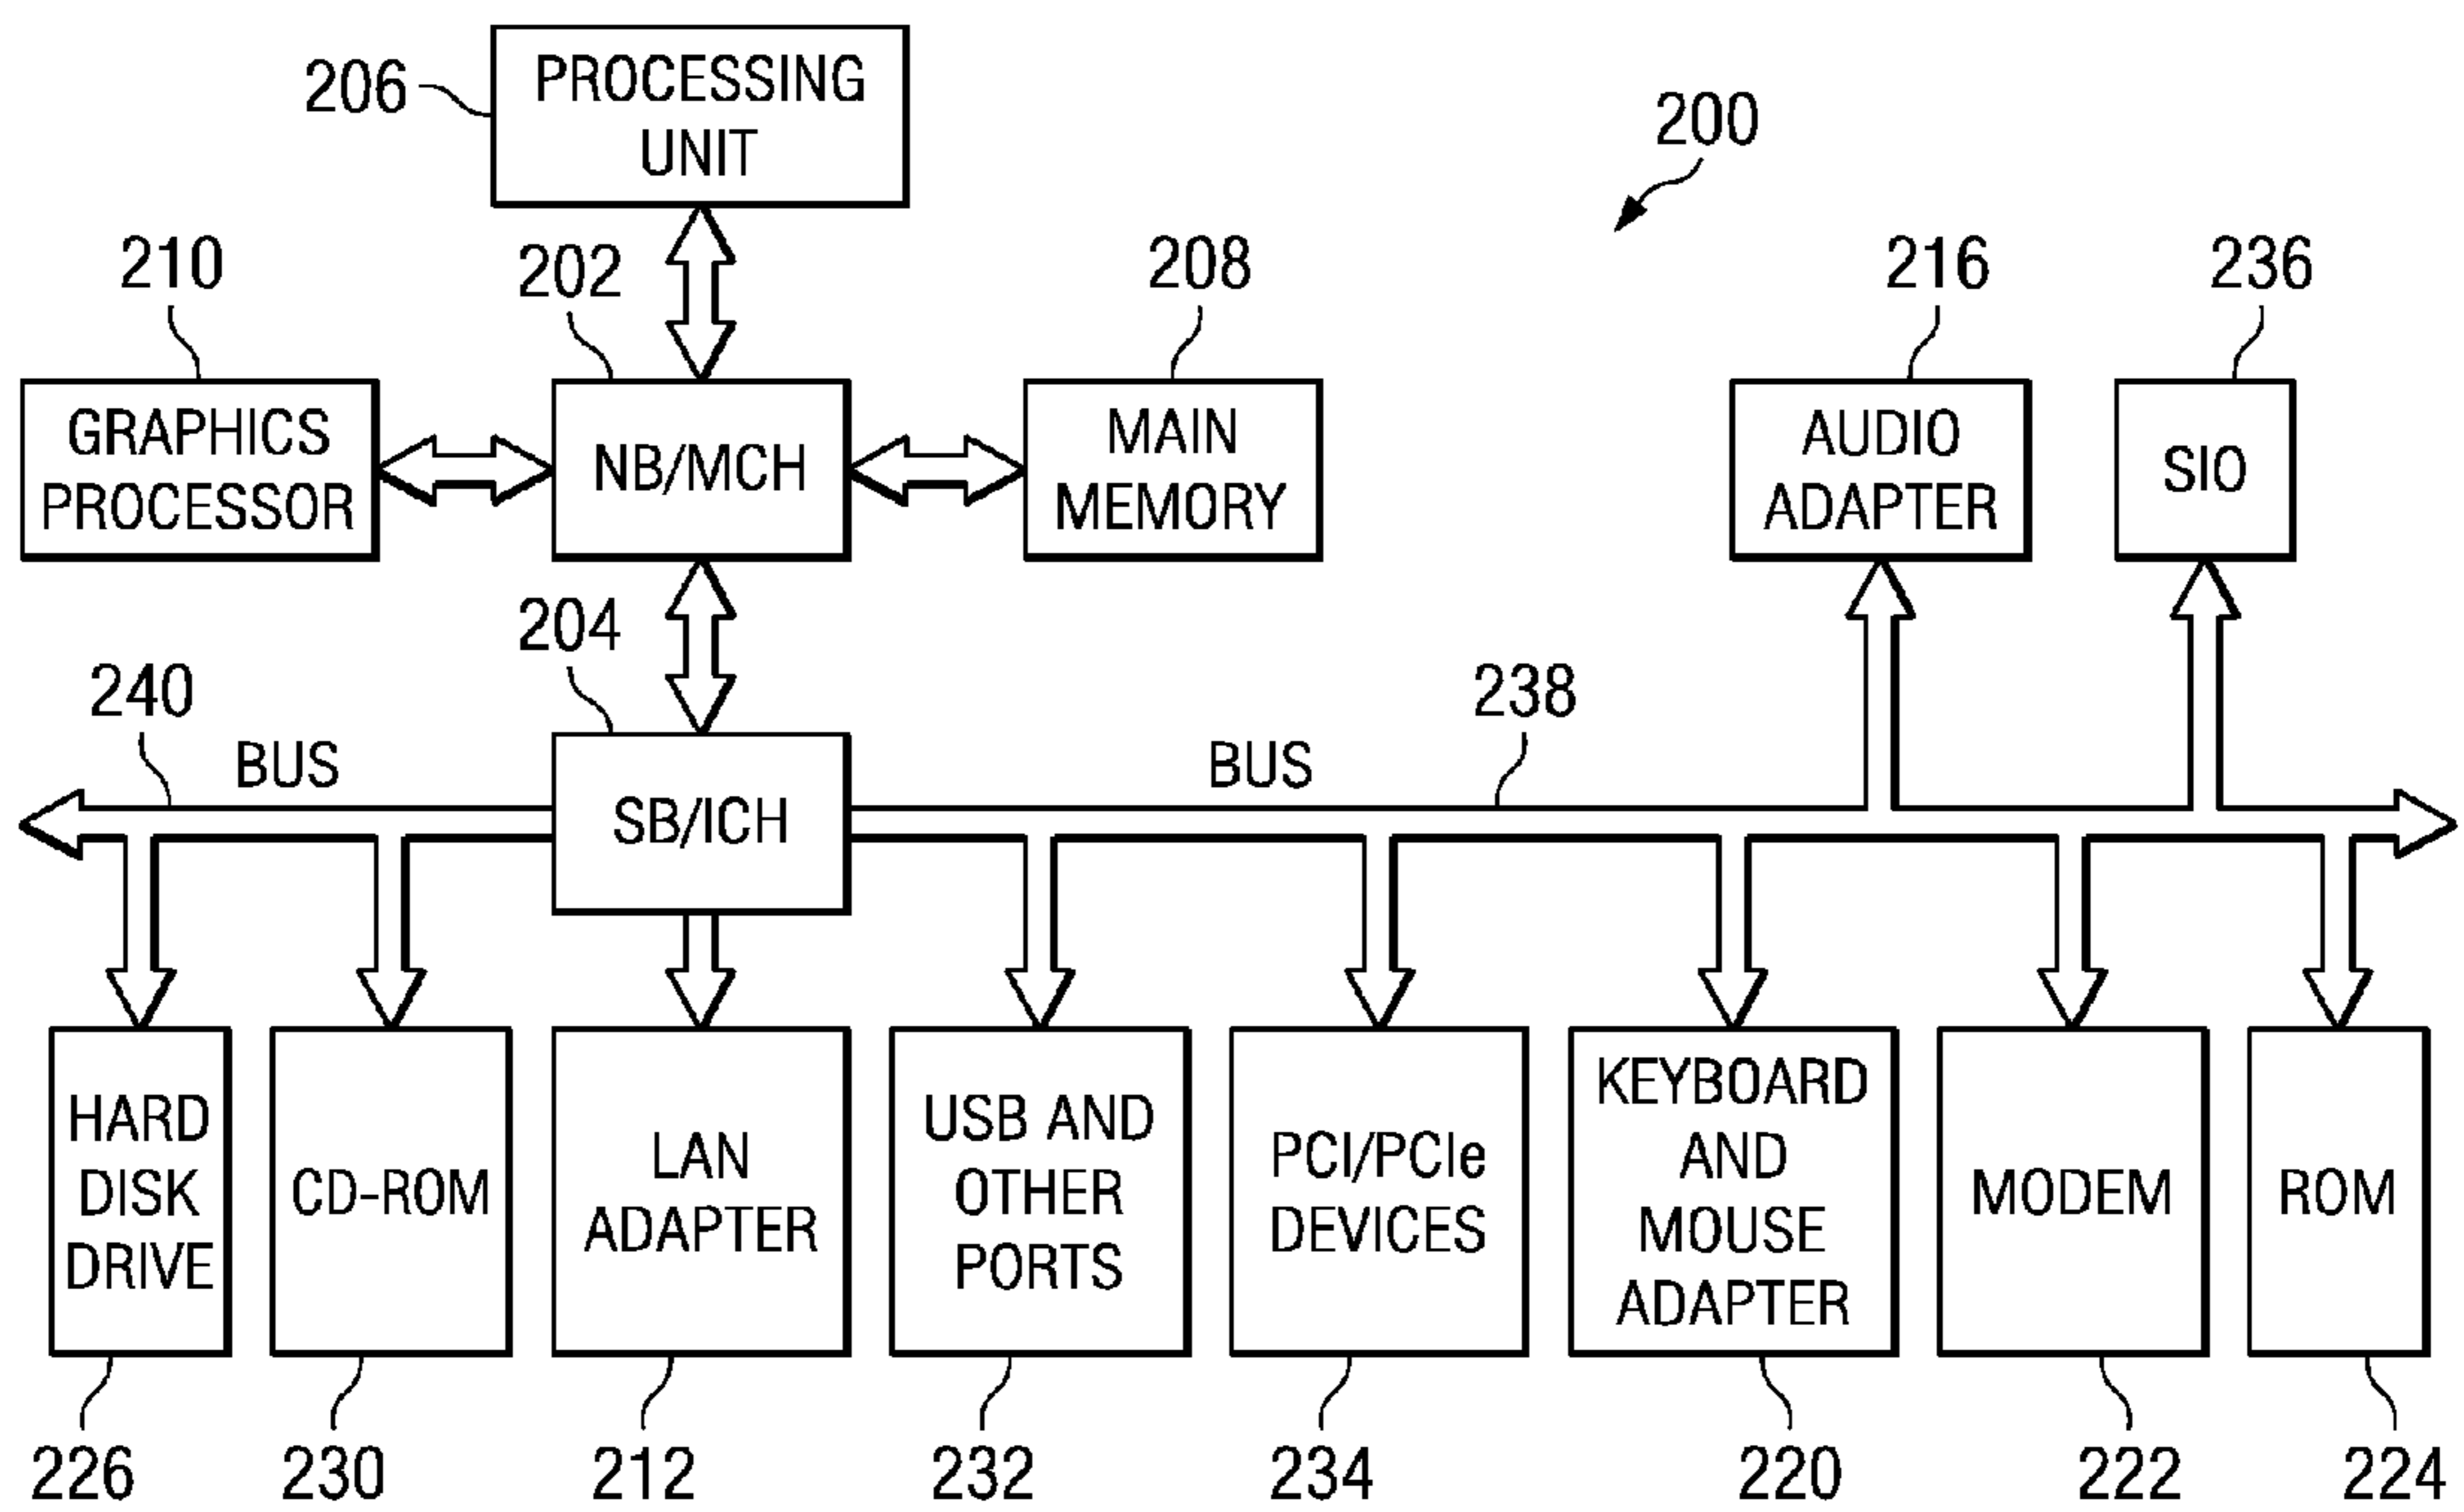 206
PROCESSING
UNIT
200
210
202
208
216
236
GRAPHICS
PROCESSOR
NB/MCH
MAIN
MEMORY
AUDIO
ADAPTER
SIO
204
240
238
BUS
BUS
SB/ICH
HARD
DISK
DRIVE
CD-ROM
LAN
ADAPTER
USB AND
OTHER
PORTS
PCI/PCIe
DEVICES
KEYBOARD
AND
MOUSE
ADAPTER
MODEM
ROM
226
230
212
232
234
220
222
224